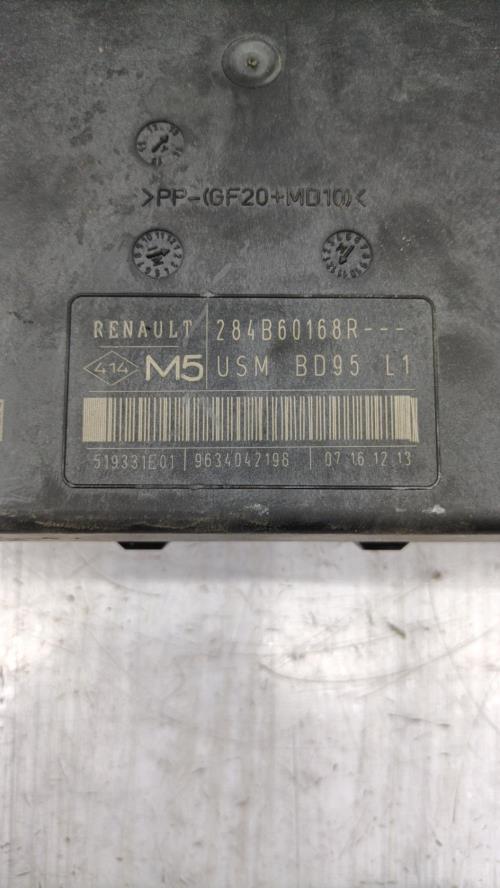 >PP-(GF20+MD10)<
RENAULT 284B60168R---
414 M5 USM BD95 L1
519331E01 9634042198 07 16 12 13